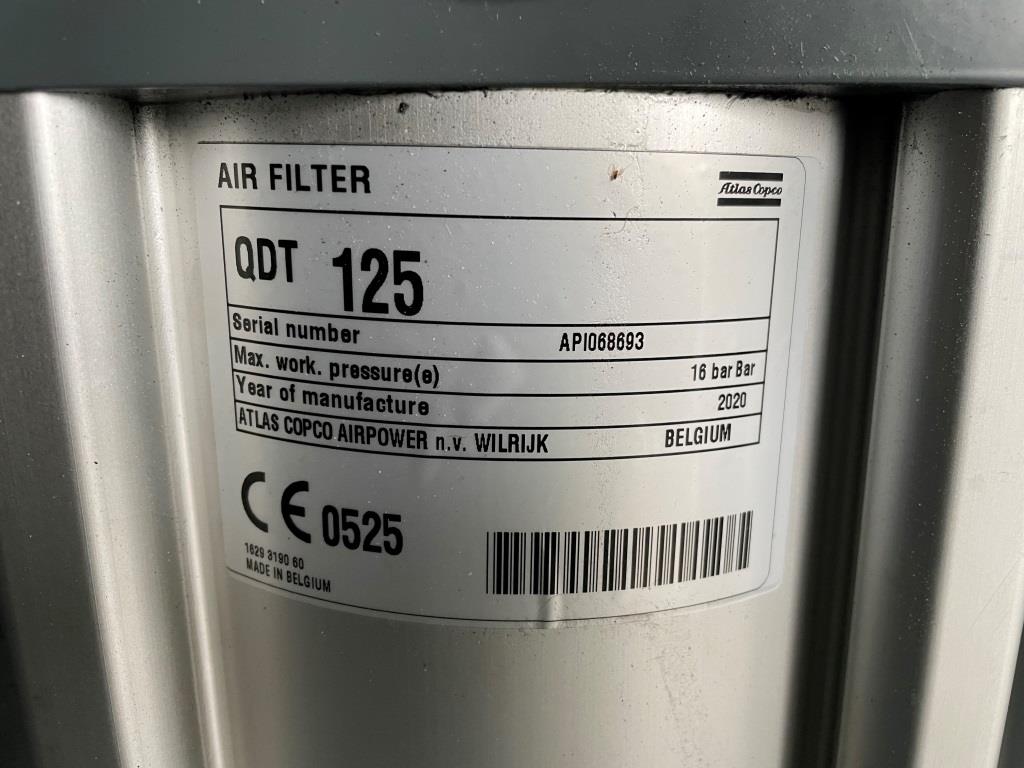 AIR FILTER
Atlas Copco
QDT 125
Serial number API068693
Max. work. pressure(e) 16 bar Bar
Year of manufacture 2020
ATLAS COPCO AIRPOWER n.v. WILRIJK BELGIUM
CE 0525
1629 3190 60
MADE IN BELGIUM